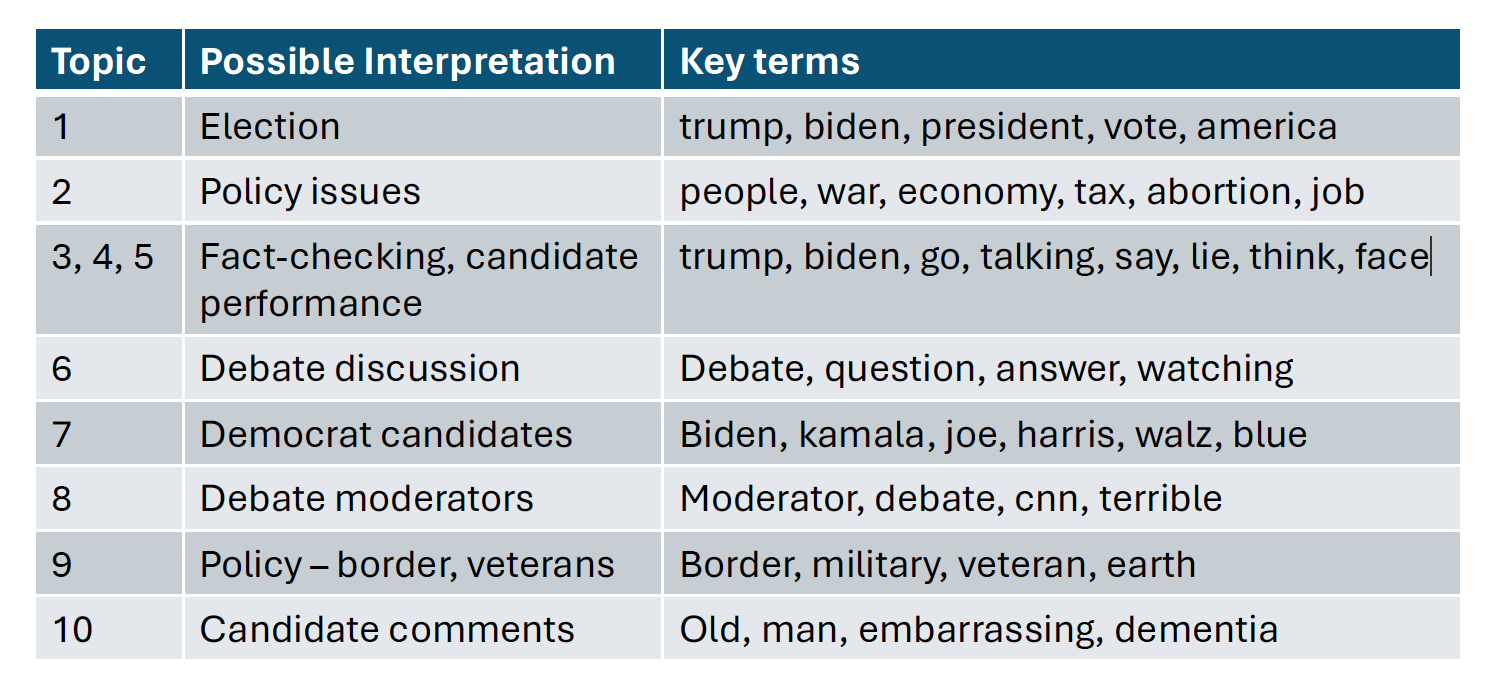 Topic Possible Interpretation Key terms
1 Election trump, biden, president, vote, america
2 Policy issues people, war, economy, tax, abortion, job
3, 4, 5 Fact-checking, candidate trump, biden, go, talking, say, lie, think, face
performance
6 Debate discussion Debate, question, answer, watching
7 Democrat candidates Biden, kamala, joe, harris, walz, blue
8 Debate moderators Moderator, debate, cnn, terrible
9 Policy – border, veterans Border, military, veteran, earth
10 Candidate comments Old, man, embarrassing, dementia